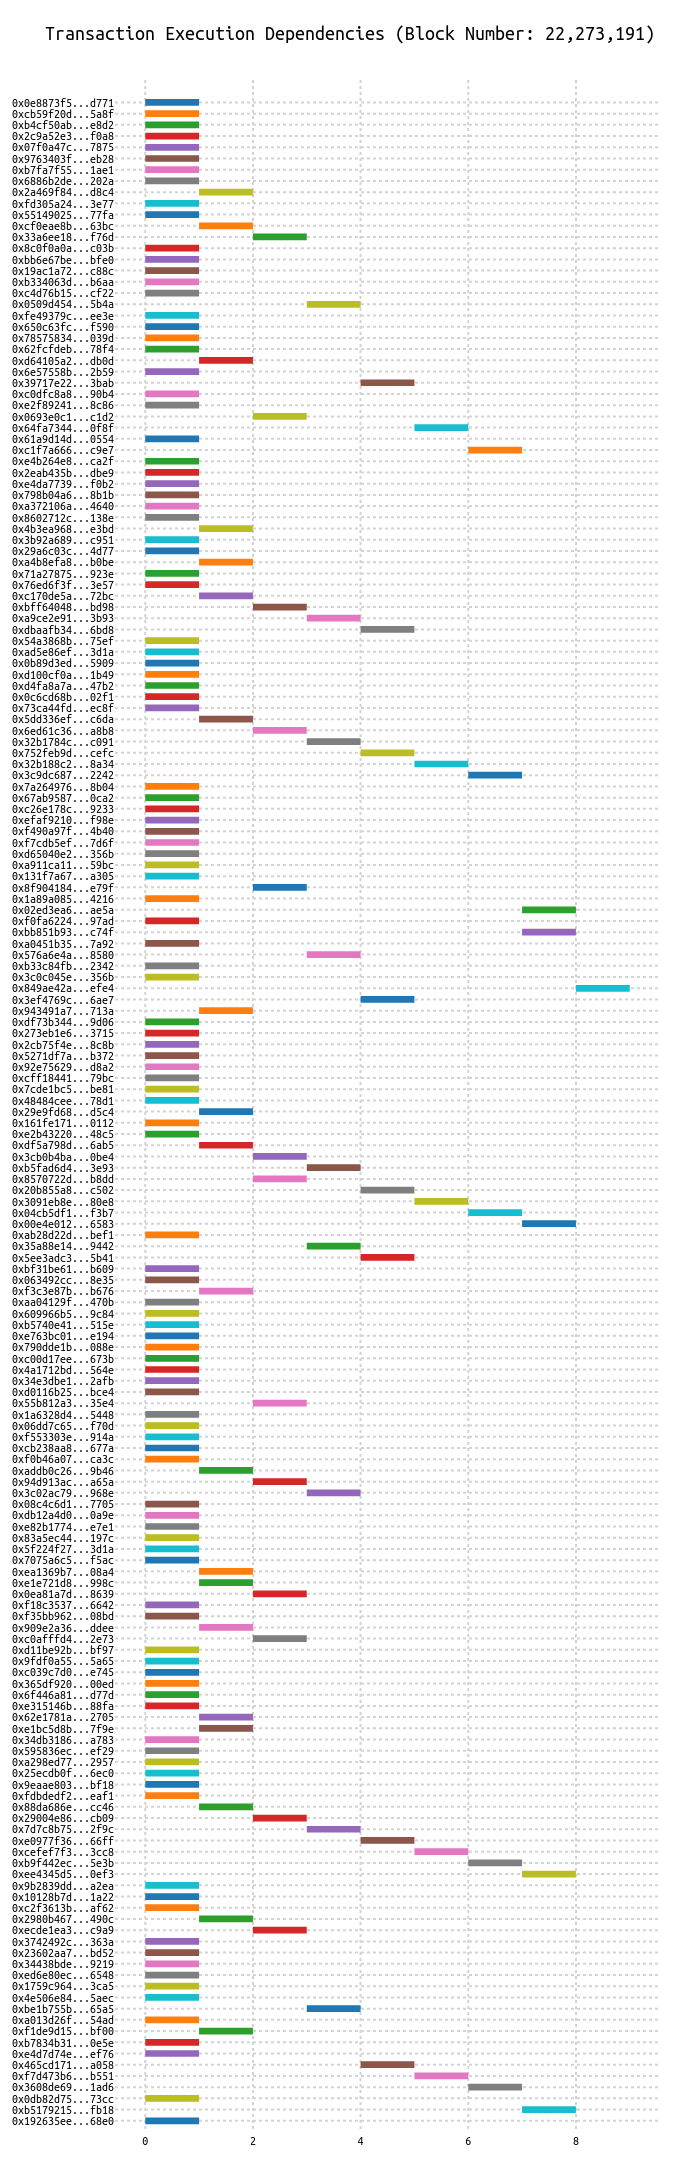 Transaction Execution Dependencies (Block Number: 22,273,191)
0x0e8873f5...d771
0xcb59f20d...5a8f
0xb4cf50ab...e8d2
0x2c9a52e3...f0a8
0x07f0a47c...7875
0x9763403f...eb28
0xb7fa7f55...1ae1
0x6886b2de...202a
0x2a469f84...d8c4
0xfd305a24...3e77
0x55149025...77fa
0xcf0eae8b...63bc
0x33a6ee18...f76d
0x8c0f0a0a...c03b
0xbb6e67be...bfe0
0x19ac1a72...c88c
0xb334063d...b6aa
0xc4d76b15...cf22
0x0509d454...5b4a
0xfe49379c...ee3e
0x650c63fc...f590
0x78575834...039d
0x62fcfdeb...78f4
0xd64105a2...db0d
0x6e57558b...2b59
0x39717e22...3bab
0xc0dfc8a8...90b4
0xe2f89241...8c86
0x0693e0c1...c1d2
0x64fa7344...0f8f
0x61a9d14d...0554
0xc1f7a666...c9e7
0xe4b264e8...ca2f
0x2eab435b...dbe9
0xe4da7739...f0b2
0x798b04a6...8b1b
0xa372106a...4640
0x8602712c...138e
0x4b3ea968...e3bd
0x3b92a689...c951
0x29a6c03c...4d77
0xa4b8efa8...b0be
0x71a27875...923e
0x76ed6f3f...3e57
0xc170de5a...72bc
0xbff64048...bd98
0xa9ce2e91...3b93
0xdbaafb34...6bd8
0x54a3868b...75ef
0xad5e86ef...3d1a
0x0b89d3ed...5909
0xd100cf0a...1b49
0xd4fa8a7a...47b2
0x0c6cd68b...02f1
0x73ca44fd...ec8f
0x5dd336ef...c6da
0x6ed61c36...a8b8
0x32b1784c...c091
0x752feb9d...cefc
0x32b188c2...8a34
0x3c9dc687...2242
0x7a264976...8b04
0x67ab9587...0ca2
0xc26e178c...9233
0xefaf9210...f98e
0xf490a97f...4b40
0xf7cdb5ef...7d6f
0xd65040e2...356b
0xa911ca11...59bc
0x131f7a67...a305
0x8f904184...e79f
0x1a89a085...4216
0x02ed3ea6...ae5a
0xf0fa6224...97ad
0xbb851b93...c74f
0xa0451b35...7a92
0x576a6e4a...8580
0xb33c84fb...2342
0x3c0c045e...356b
0x849ae42a...efe4
0x3ef4769c...6ae7
0x943491a7...713a
0xdf73b344...9d06
0x273eb1e6...3715
0x2cb75f4e...8c8b
0x5271df7a...b372
0x92e75629...d8a2
0xcff18441...79bc
0x7cde1bc5...be81
0x48484cee...78d1
0x29e9fd68...d5c4
0x161fe171...0112
0xe2b43220...48c5
0xdf5a798d...6ab5
0x3cb0b4ba...0be4
0xb5fad6d4...3e93
0x8570722d...b8dd
0x20b855a8...c502
0x3091eb8e...80e8
0x04cb5df1...f3b7
0x00e4e012...6583
0xab28d22d...bef1
0x35a88e14...9442
0x5ee3adc3...5b41
0xbf31be61...b609
0x063492cc...8e35
0xf3c3e87b...b676
0xaa04129f...470b
0x609966b5...9c84
0xb5740e41...515e
0xe763bc01...e194
0x790dde1b...088e
0xc00d17ee...673b
0x4a1712bd...564e
0x34e3dbe1...2afb
0xd0116b25...bce4
0x55b812a3...35e4
0x1a6328d4...5448
0x06dd7c65...f70d
0xf553303e...914a
0xcb238aa8...677a
0xf0b46a07...ca3c
0xaddb0c26...9b46
0x94d913ac...a65a
0x3c02ac79...968e
0x08c4c6d1...7705
0xdb12a4d0...0a9e
0xe82b1774...e7e1
0x83a5ec44...197c
0x5f224f27...3d1a
0x7075a6c5...f5ac
0xea1369b7...08a4
0xe1e721d8...998c
0x0ea81a7d...8639
0xf18c3537...6642
0xf35bb962...08bd
0x909e2a36...ddee
0xc0afffd4...2e73
0xd11be92b...bf97
0x9fdf0a55...5a65
0xc039c7d0...e745
0x365df920...00ed
0x6f446a81...d77d
0xe315146b...88fa
0x62e1781a...2705
0xe1bc5d8b...7f9e
0x34db3186...a783
0x595836ec...ef29
0xa298ed77...2957
0x25ecdb0f...6ec0
0x9eaae803...bf18
0xfdbdedf2...eaf1
0x88da686e...cc46
0x29004e86...cb09
0x7d7c8b75...2f9c
0xe0977f36...66ff
0xcefef7f3...3cc8
0xb9f442ec...5e3b
0xee4345d5...0ef3
0x9b2839dd...a2ea
0x10128b7d...1a22
0xc2f3613b...af62
0x2980b467...490c
0xecde1ea3...c9a9
0x3742492c...363a
0x23602aa7...bd52
0x34438bde...9219
0xed6e80ec...6548
0x1759c964...3ca5
0x4e506e84...5aec
0xbe1b755b...65a5
0xa013d26f...54ad
0xf1de9d15...bf00
0xb7834b31...0e5e
0xe4d7d74e...ef76
0x465cd171...a058
0xf7d473b6...b551
0x3608de69...1ad6
0x0db82d75...73cc
0xb5179215...fb18
0x192635ee...68e0
0 2 4 6 8